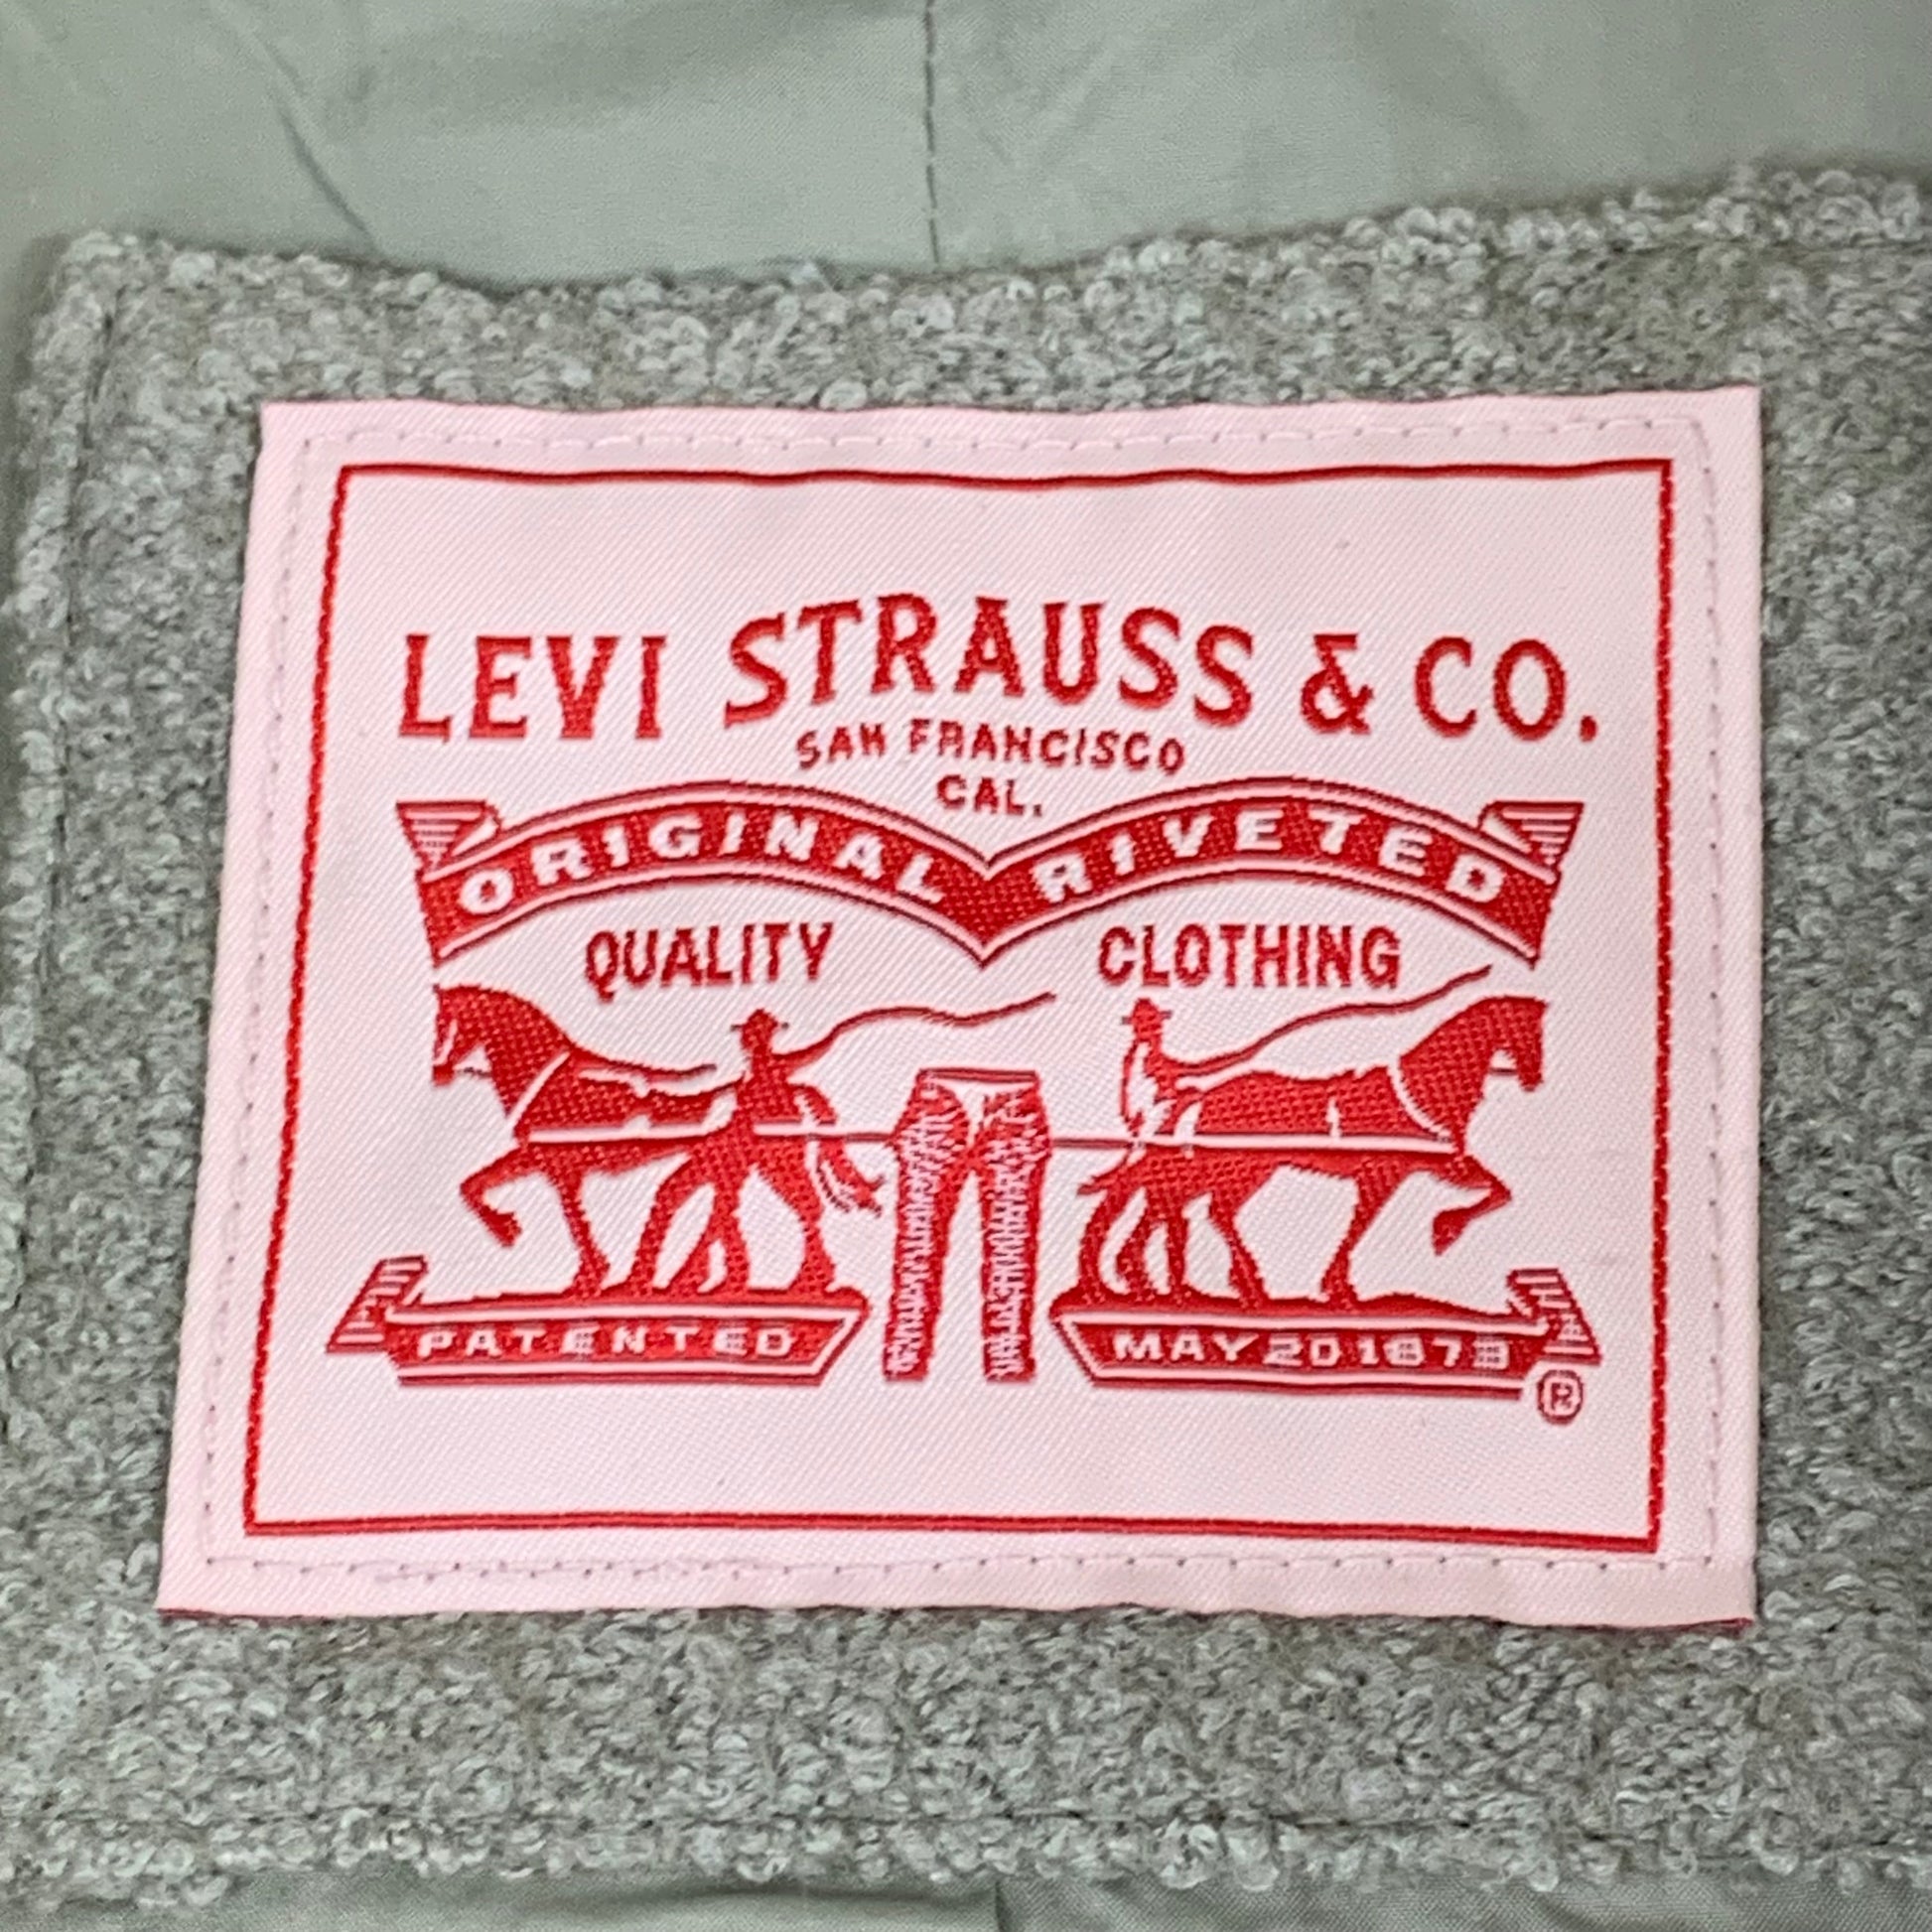 LEVI STRAUSS & CO.
SAN FRANCISCO
CAL.
ORIGINAL RIVETED
QUALITY CLOTHING
PATENTED MAY 20 1873
®